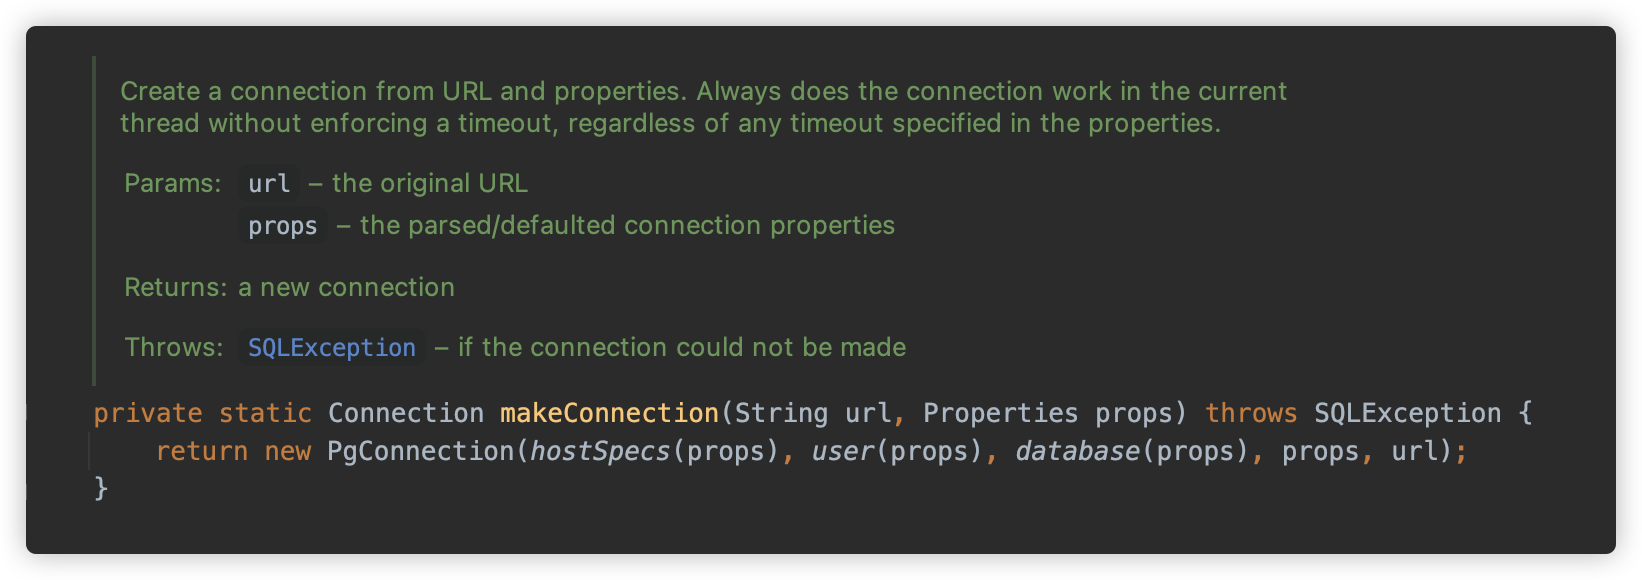 Create a connection from URL and properties. Always does the connection work in the current
thread without enforcing a timeout, regardless of any timeout specified in the properties.
Params: url – the original URL
props – the parsed/defaulted connection properties
Returns: a new connection
Throws: SQLException – if the connection could not be made
private static Connection makeConnection(String url, Properties props) throws SQLException {
    return new PgConnection(hostSpecs(props), user(props), database(props), props, url);
}